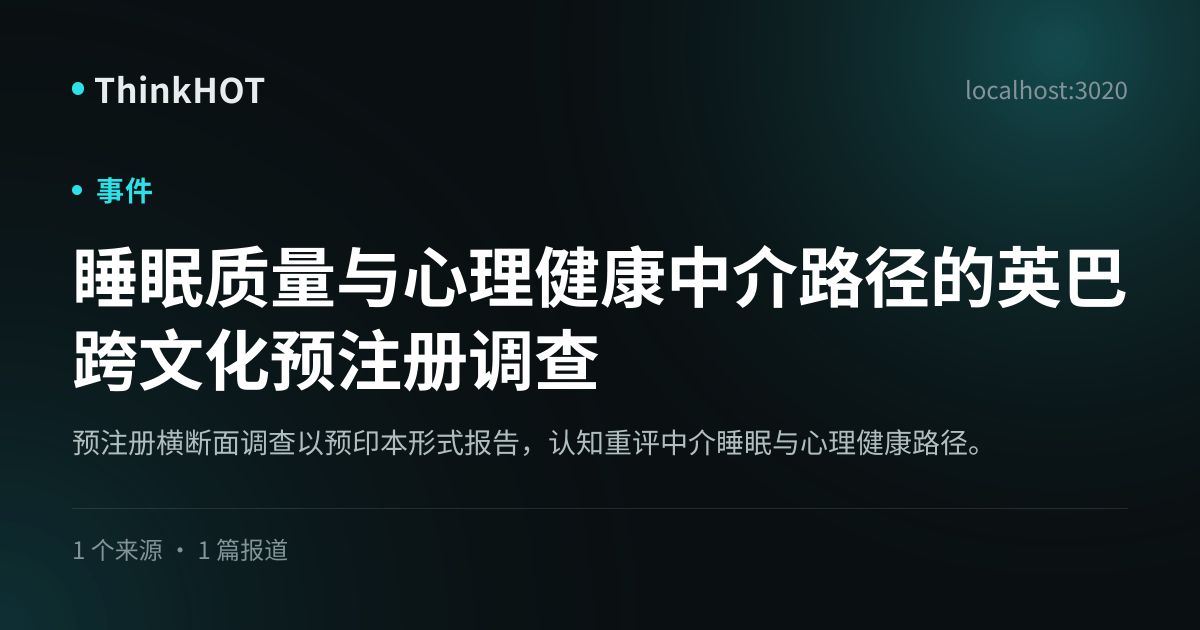 ThinkHOT
localhost:3020
事件
睡眠质量与心理健康中介路径的英巴
跨文化预注册调查
预注册横断面调查以预印本形式报告，认知重评中介睡眠与心理健康路径。
1 个来源 · 1 篇报道